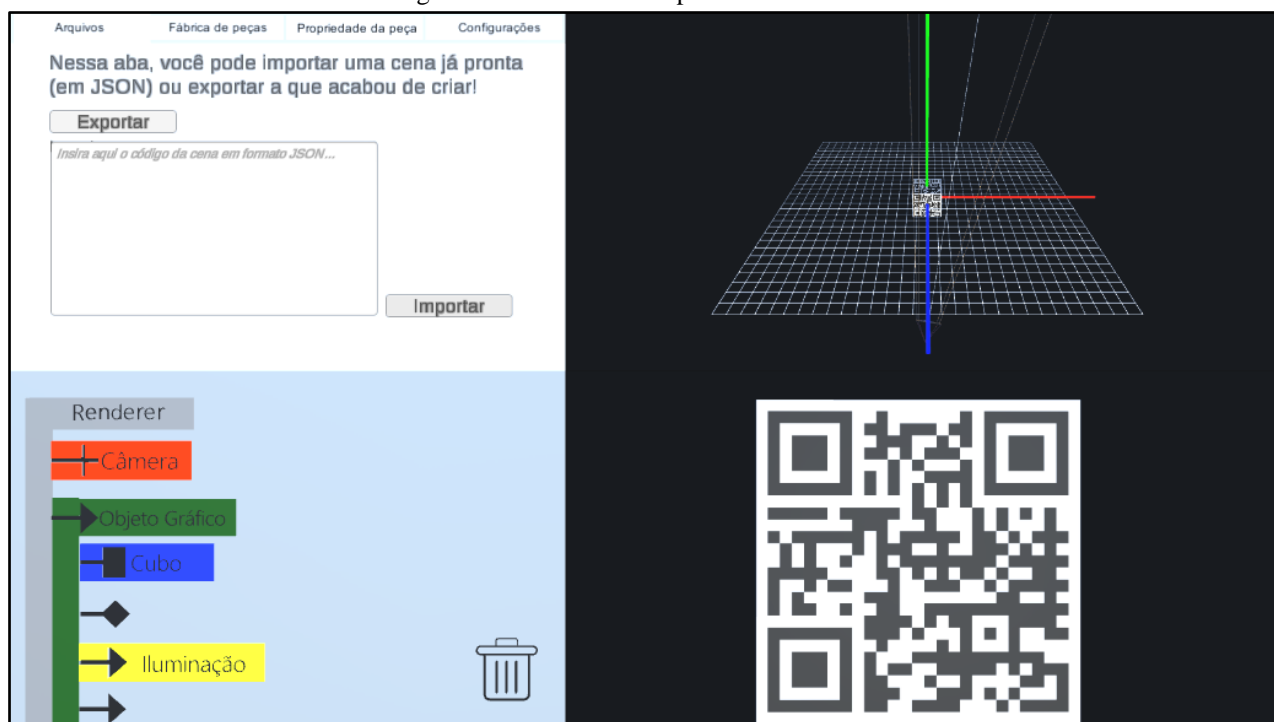 Arquivos
Fábrica de peças
Propriedade da peça
Configurações
Nessa aba, você pode importar uma cena já pronta
(em JSON) ou exportar a que acabou de criar!
Exportar
Insira aqui o código da cena em formato JSON...
Importar
Renderer
Câmera
Objeto Gráfico
Cubo
Iluminação